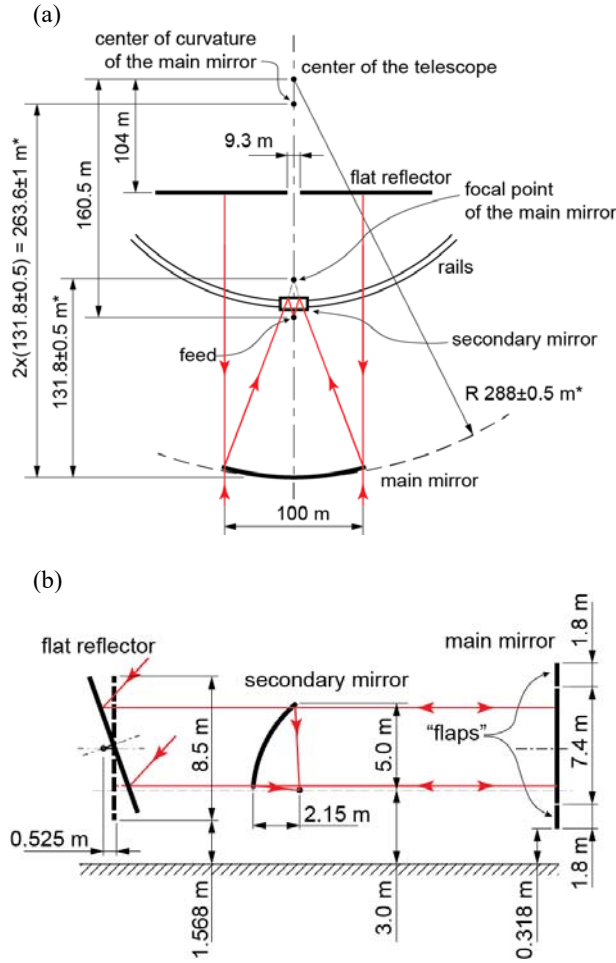 (a)
center of curvature
of the main mirror
center of the telescope
2x(131.8±0.5) = 263.6±1 m*
160.5 m
104 m
9.3 m
flat reflector
focal point
of the main mirror
rails
131.8±0.5 m*
feed
secondary mirror
R 288±0.5 m*
main mirror
100 m
(b)
flat reflector
secondary mirror
main mirror
1.8 m
"flaps"
8.5 m
5.0 m
7.4 m
2.15 m
0.525 m
1.568 m
3.0 m
0.318 m
1.8 m